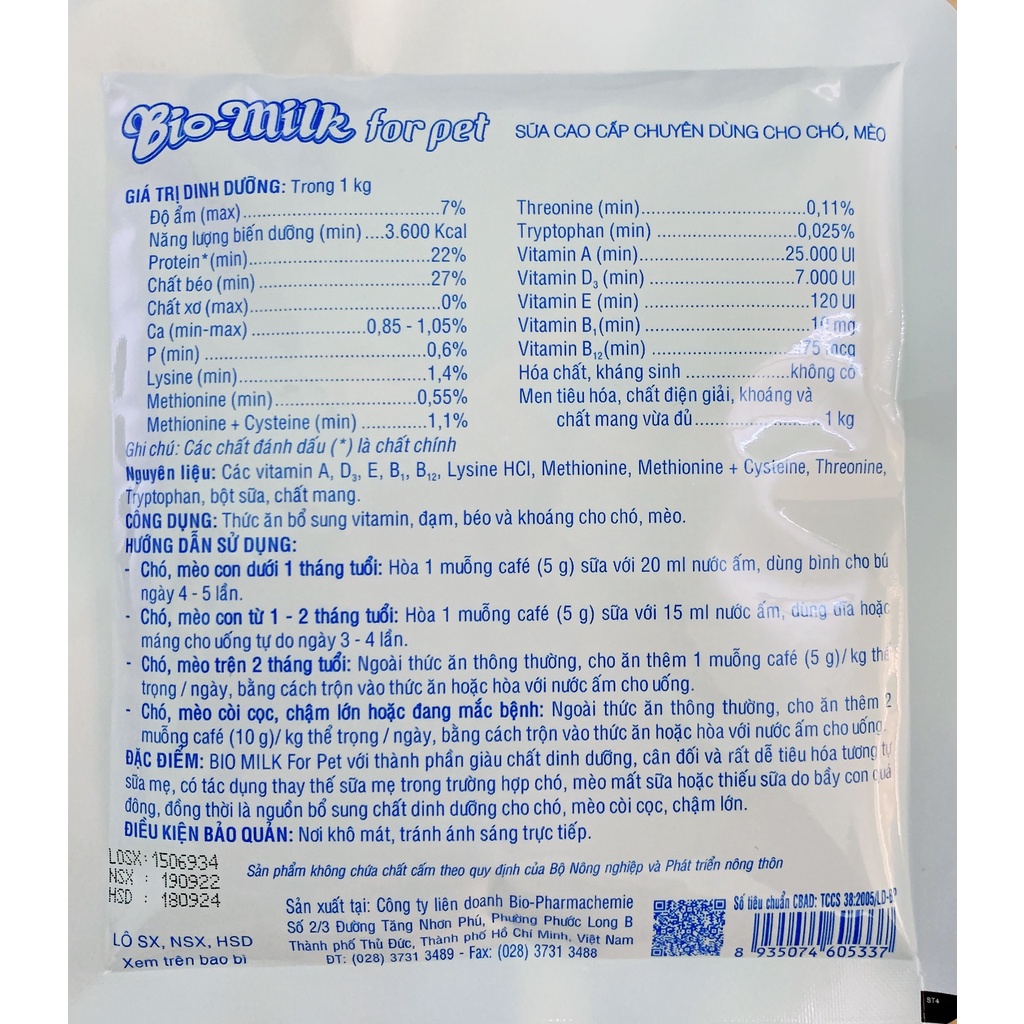 Bio-Milk for pet SỮA CAO CẤP CHUYÊN DÙNG CHO CHÓ, MÈO
GIÁ TRỊ DINH DƯỠNG: Trong 1 kg
Độ ẩm (max)..............................7%
Năng lượng biến dưỡng (min)....3.600 Kcal
Protein*(min)............................22%
Chất béo (min)..........................27%
Chất xơ (max)............................0%
Ca (min-max)..................0,85 - 1,05%
P (min)..................................0,6%
Lysine (min).............................1,4%
Methionine (min)......................0,55%
Methionine + Cysteine (min)............1,1%
Threonine (min)..........................0,11%
Tryptophan (min)......................0,025%
Vitamin A (min)......................25.000 UI
Vitamin D₃ (min)......................7.000 UI
Vitamin E (min)..........................120 UI
Vitamin B₁(min)..........................10 mg
Vitamin B₁₂(min)......................75 mcg
Hóa chất, kháng sinh..................không có
Men tiêu hóa, chất điện giải, khoáng và
chất mang vừa đủ......................1 kg
Ghi chú: Các chất đánh dấu (*) là chất chính
Nguyên liệu: Các vitamin A, D₃, E, B₁, B₁₂, Lysine HCl, Methionine, Methionine + Cysteine, Threonine,
Tryptophan, bột sữa, chất mang.
CÔNG DỤNG: Thức ăn bổ sung vitamin, đạm, béo và khoáng cho chó, mèo.
HƯỚNG DẪN SỬ DỤNG:
- Chó, mèo con dưới 1 tháng tuổi: Hòa 1 muỗng café (5 g) sữa với 20 ml nước ấm, dùng bình cho bú
ngày 4 - 5 lần.
- Chó, mèo con từ 1 - 2 tháng tuổi: Hòa 1 muỗng café (5 g) sữa với 15 ml nước ấm, dùng dĩa hoặc
máng cho uống tự do ngày 3 - 4 lần.
- Chó, mèo trện 2 tháng tuổi: Ngoài thức ăn thông thường, cho ăn thêm 1 muỗng café (5 g)/ kg thể
trọng / ngày, bằng cách trộn vào thức ăn hoặc hòa với nước ấm cho uống.
- Chó, mèo còi cọc, chậm lớn hoặc đang mắc bệnh: Ngoài thức ăn thông thường, cho ăn thêm 2
muỗng café (10 g)/ kg thể trọng / ngày, bằng cách trộn vào thức ăn hoặc hòa với nước ấm cho uống.
ĐẶC ĐIỂM: BIO MILK For Pet với thành phần giàu chất dinh dưỡng, cân đối và rất dễ tiêu hóa tương tự
sữa mẹ, có tác dụng thay thế sữa mẹ trong trường hợp chó, mèo mất sữa hoặc thiếu sữa do bầy con quá
đông, đồng thời là nguồn bổ sung chất dinh dưỡng cho chó, mèo còi cọc, chậm lớn.
ĐIỀU KIỆN BẢO QUẢN: Nơi khô mát, tránh ánh sáng trực tiếp.
LOSX: 1506934
NSX : 190922
HSD : 180924
Sản phẩm không chứa chất cấm theo quy định của Bộ Nông nghiệp và Phát triển nông thôn
LÔ SX, NSX, HSD
Xem trên bao bì
Sản xuất tại: Công ty liên doanh Bio-Pharmachemie
Số 2/3 Đường Tăng Nhơn Phú, Phường Phước Long B
Thành phố Thủ Đức, Thành phố Hồ Chí Minh, Việt Nam
ĐT: (028) 3731 3489 - Fax: (028) 3731 3488
Số tiêu chuẩn CBAD: TCCS 38:2005/LD-
8 935074 605337
ST4